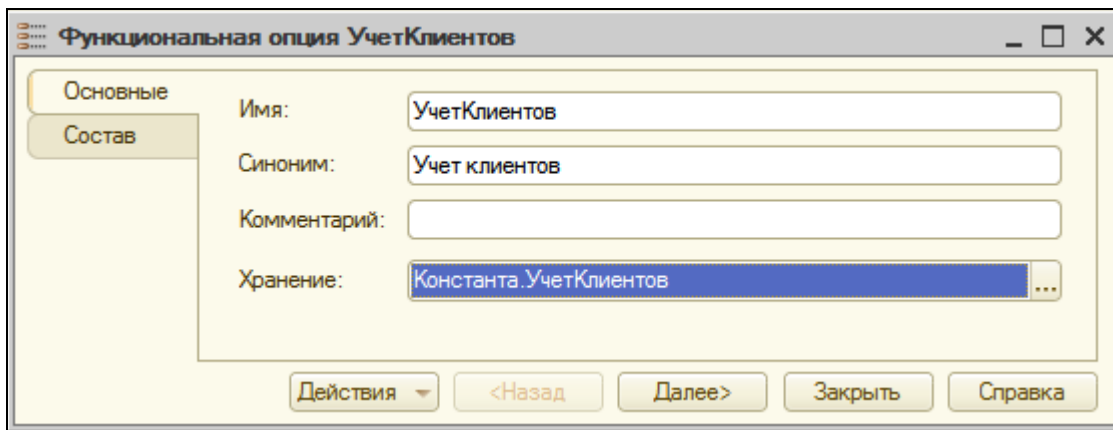 Функциональная опция УчетКлиентов
Основные
Состав
Имя: УчетКлиентов
Синоним: Учет клиентов
Комментарий:
Хранение: Константа.УчетКлиентов ...
Действия <Назад Далее> Закрыть Справка